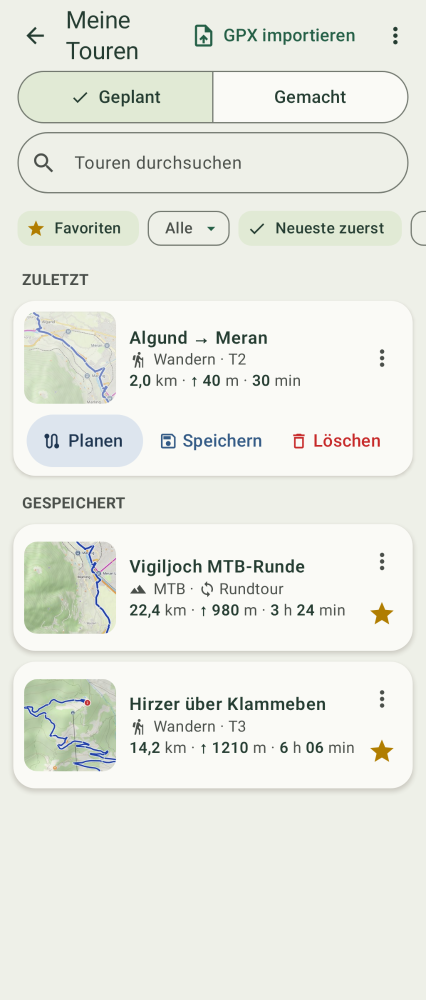 Meine
Touren
GPX importieren
Geplant
Gemacht
Touren durchsuchen
Favoriten
Alle
Neueste zuerst
ZULETZT
Algund → Meran
Wandern · T2
2,0 km · ↑ 40 m · 30 min
Planen
Speichern
Löschen
GESPEICHERT
Vigiljoch MTB-Runde
MTB · Rundtour
22,4 km · ↑ 980 m · 3 h 24 min
Hirzer über Klammeben
Wandern · T3
14,2 km · ↑ 1210 m · 6 h 06 min